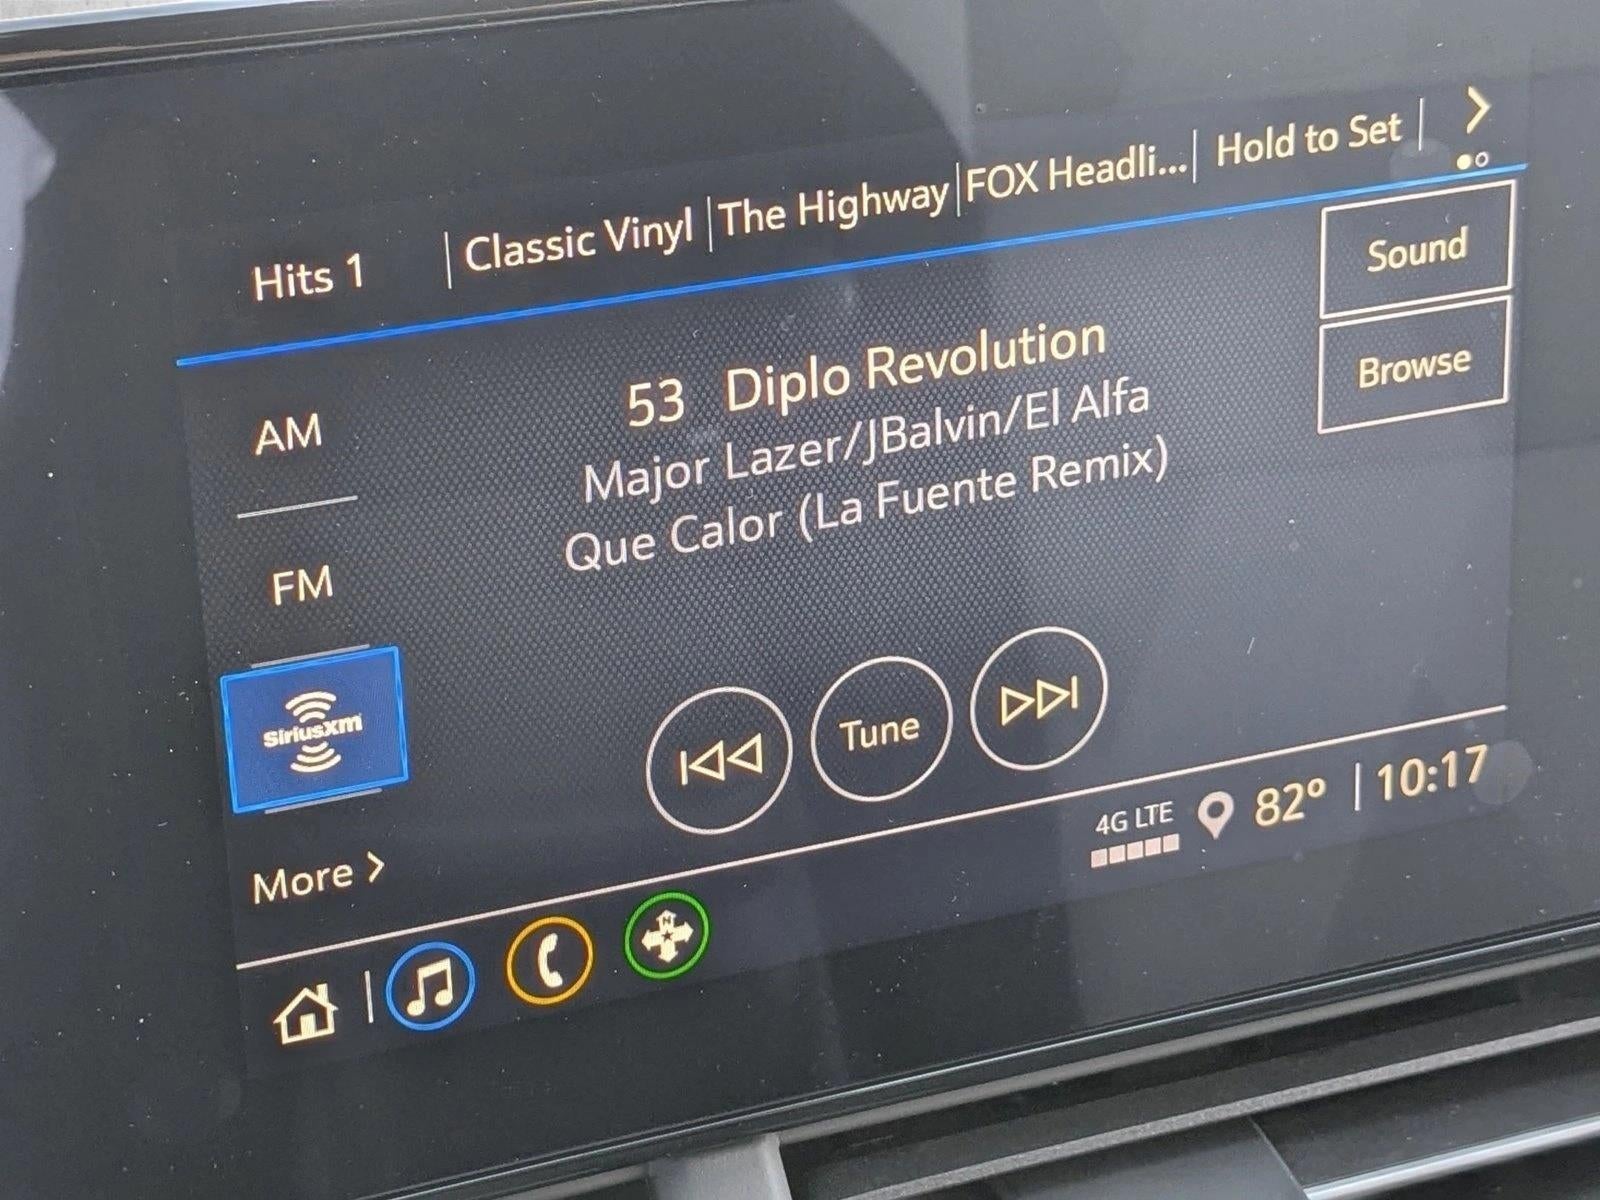 Hits 1 | Classic Vinyl | The Highway | FOX Headli... | Hold to Set |
Sound
Browse
53 Diplo Revolution
Major Lazer/JBalvin/El Alfa
Que Calor (La Fuente Remix)
AM
FM
SiriusXM
More >
Tune
4G LTE 82° | 10:17
N